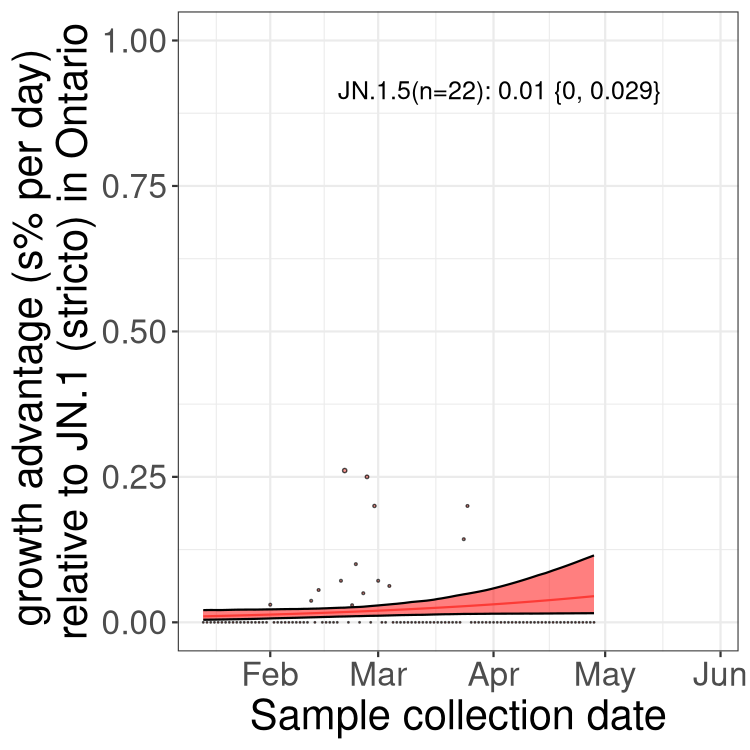 growth advantage (s% per day)
relative to JN.1 (stricto) in Ontario
1.00
0.75
0.50
0.25
0.00
JN.1.5(n=22): 0.01 {0, 0.029}
Feb Mar Apr May Jun
Sample collection date